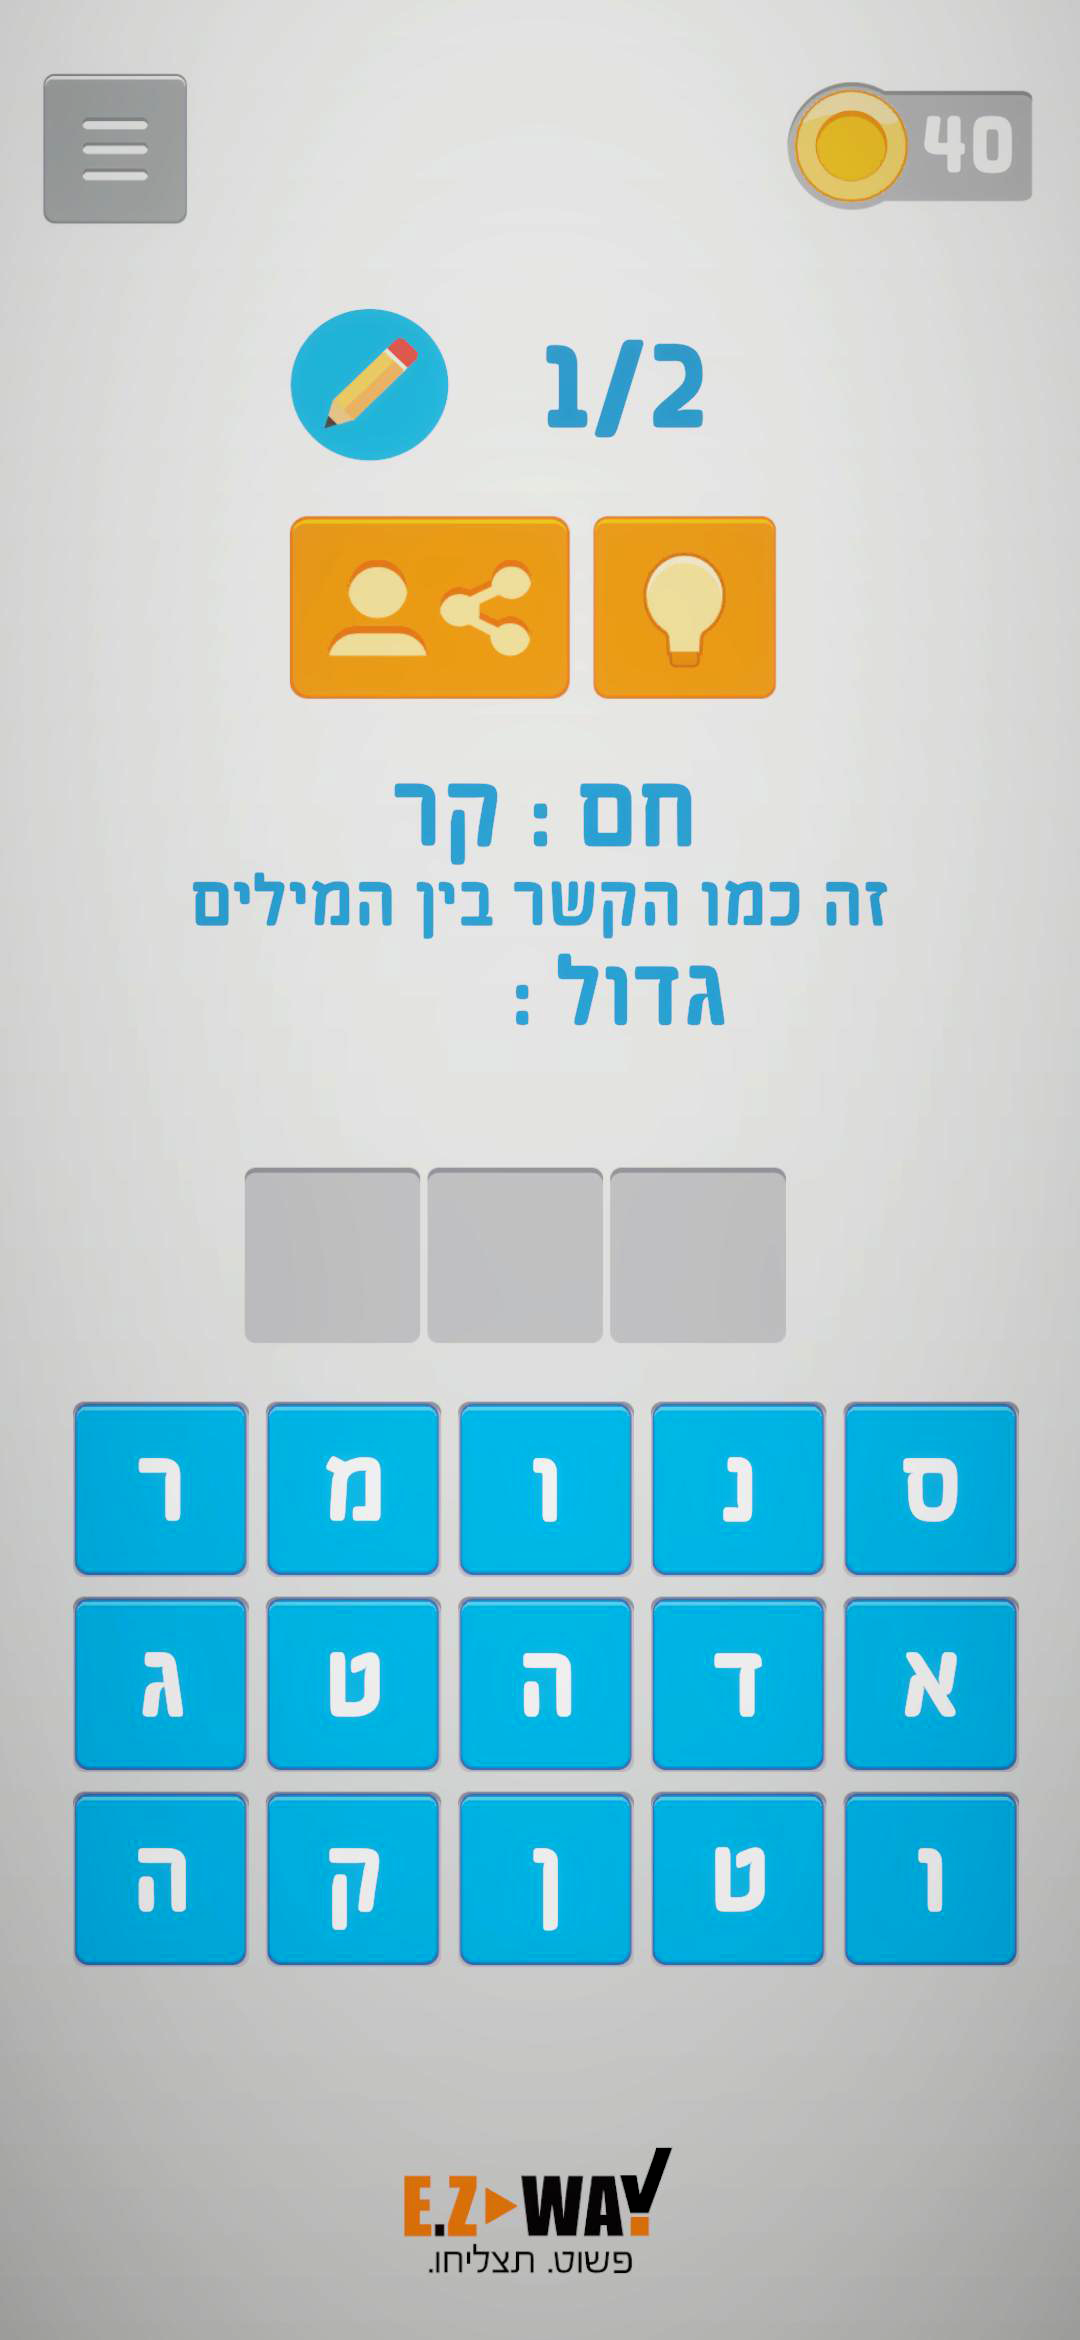 40
1/2
חם : קר
זה כמו הקשר בין המילים
גדול :
ס נ ו מ ר
א ד ה ט ג
ו ט ן ק ה
E.Z WAY
פשוט. תצליחו.